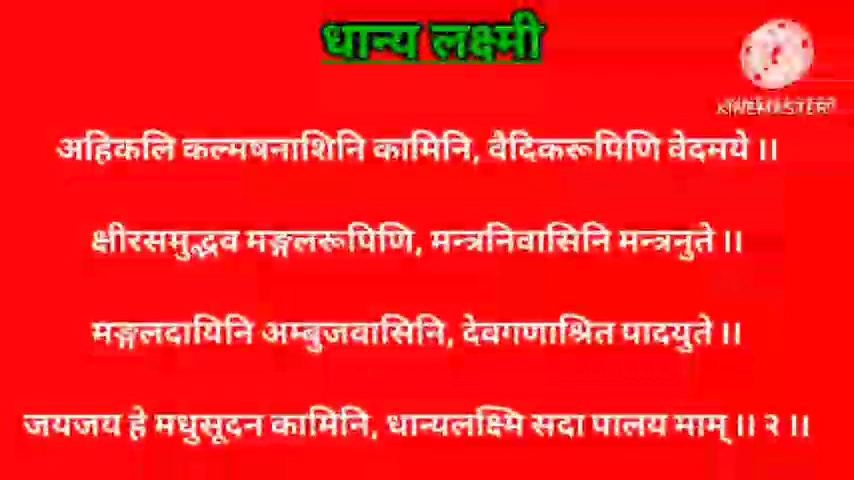 धान्य लक्ष्मी
KINEMASTER
अहिकलि कल्मषनाशिनि कामिनि, वैदिकरूपिणि वेदमये ।।
क्षीरसमुद्भव मङ्गलरूपिणि, मन्त्रनिवासिनि मन्त्रनुते ।।
मङ्गलदायिनि अम्बुजवासिनि, देवगणाश्रित पादयुते ।।
जयजय हे मधुसूदन कामिनि, धान्यलक्ष्मि सदा पालय माम् ।। २ ।।